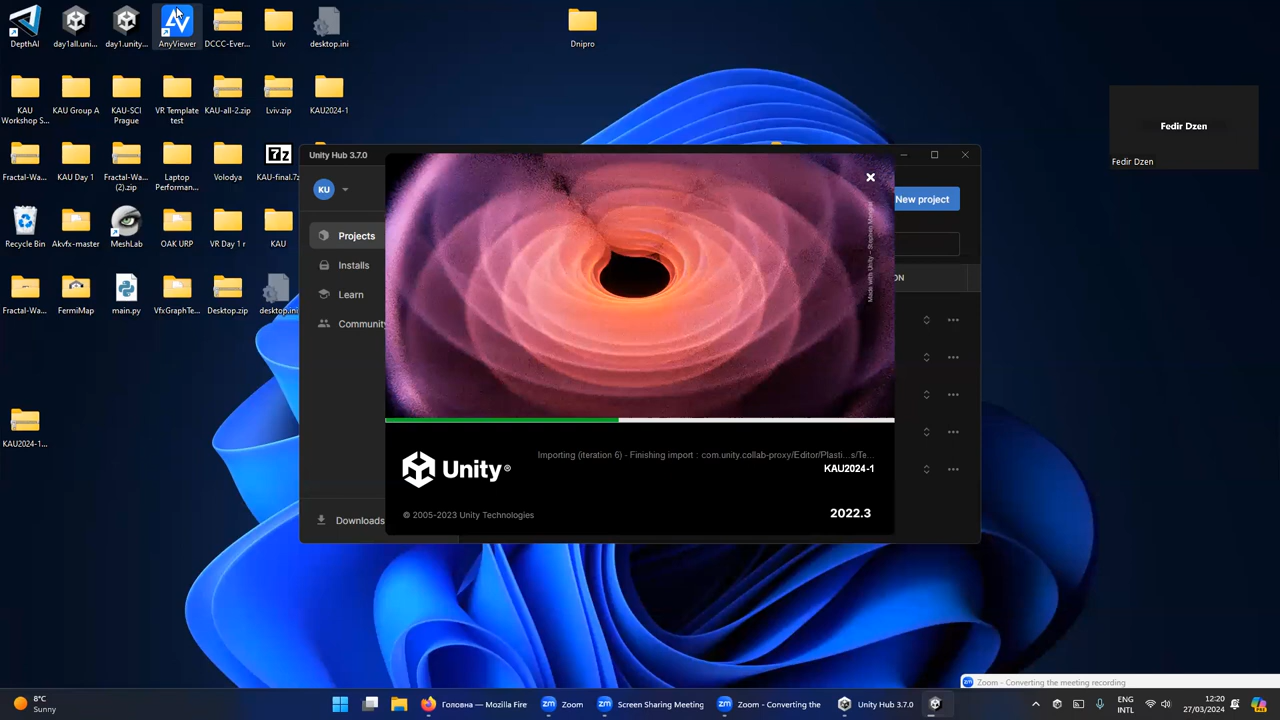 DepthAI
day1all.uni...
day1.unity...
AnyViewer
DCCC-Ever...
Lviv
desktop.ini
Dnipro
KAU
Workshop S...
KAU Group A
KAU-SCI
Prague
VR Template
test
KAU-all-2.zip
Lviv.zip
KAU2024-1
Fedir Dzen
Fedir Dzen
Unity Hub 3.7.0
KU
New project
Fractal-Wa...
KAU Day 1
Fractal-Wa...
(2).zip
Laptop
Performan...
Volodya
7z
KAU-final.7z
Made with Unity - Stephen
Projects
Recycle Bin
Akvfx-master
MeshLab
OAK URP
VR Day 1 r
KAU
Installs
ON
Learn
Fractal-Wa...
FermiMap
main.py
VfxGraphTe...
Desktop.zip
desktop.ini
Community
KAU2024-1...
Unity®
Importing (iteration 6) - Finishing import : com.unity.collab-proxy/Editor/Plasti...s/Te...
KAU2024-1
© 2005-2023 Unity Technologies
2022.3
Downloads
Zoom - Converting the meeting recording
8°C
Sunny
Головна — Mozilla Fire
Zoom
Screen Sharing Meeting
Zoom - Converting the
Unity Hub 3.7.0
ENG
INTL
12:20
27/03/2024